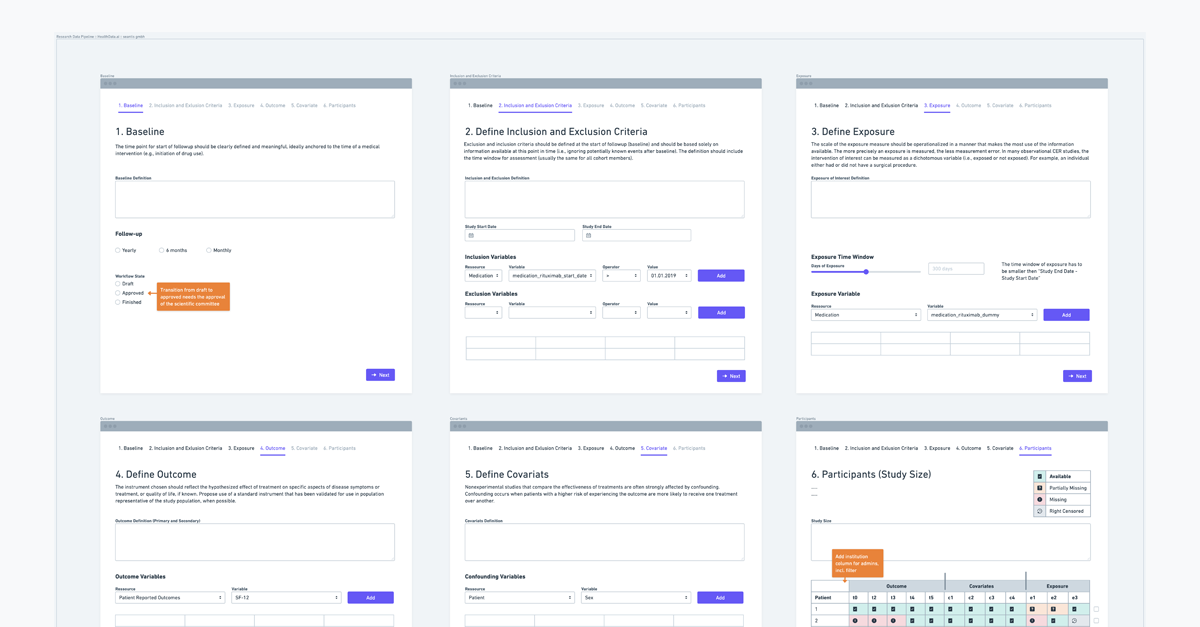 Research Data Pipeline / HealthData.pl / search: greth
Baseline
1. Baseline 2. Inclusion and Exlusion Criteria 3. Exposure 4. Outcome 5. Covariate 6. Participants
1. Baseline
The time point for start of followup should be clearly defined and meaningful, ideally anchored to the time of a medical
intervention (e.g., initiation of drug use).
Baseline Definition
Follow-up
Yearly 6 months Monthly
Workflow State
Draft
Approved
Finished
Transition from draft to
approved needs the approval
of the scientific committee
Next
Inclusion and Exclusion Criteria
1. Baseline 2. Inclusion and Exlusion Criteria 3. Exposure 4. Outcome 5. Covariate 6. Participants
2. Define Inclusion and Exclusion Criteria
Exclusion and inclusion criteria should be defined at the start of followup (baseline) and should be based solely on
information available at this point in time (i.e., ignoring potentially known events after baseline). The definition should include
the time window for assessment (usually the same for all cohort members).
Inclusion and Exclusion Definition
Study Start Date Study End Date
Inclusion Variables
Ressource Variable Operator Value
Medication medication_rituximab_start_date = 01.01.2019 Add
Exclusion Variables
Ressource Variable Operator Value
Add
Next
Exposure
1. Baseline 2. Inclusion and Exlusion Criteria 3. Exposure 4. Outcome 5. Covariate 6. Participants
3. Define Exposure
The scale of the exposure measure should be operationalized in a manner that makes the most use of the information
available. The more precisely an exposure is measured, the less measurement error. In many observational CER studies, the
intervention of interest can be measured as a dichotomous variable (i.e., exposed or not exposed). For example, an individual
either had or did not have a surgical procedure.
Exposure of Interest Definition
Exposure Time Window
Days of Exposure
100 days
The time window of exposure has to
be smaller then "Study End Date -
Study Start Date"
Exposure Variable
Ressource Variable
Medication medication_rituximab_dummy Add
Next
Outcome
1. Baseline 2. Inclusion and Exlusion Criteria 3. Exposure 4. Outcome 5. Covariate 6. Participants
4. Define Outcome
The instrument chosen should reflect the hypothesized effect of treatment on specific aspects of disease symptoms or
treatment, or quality of life, if known. Propose use of a standard instrument that has been validated for use in population
representative of the study population, when possible.
Outcome Definition (Primary and Secondary)
Outcome Variables
Ressource Variable
Patient Reported Outcomes SF-12 Add
Covariats
1. Baseline 2. Inclusion and Exlusion Criteria 3. Exposure 4. Outcome 5. Covariate 6. Participants
5. Define Covariats
Nonexperimental studies that compare the effectiveness of treatments are often strongly affected by confounding.
Confounding occurs when patients with a higher risk of experiencing the outcome are more likely to receive one treatment
over another.
Covariats Definition
Confounding Variables
Ressource Variable
Patient Sex Add
Participants
1. Baseline 2. Inclusion and Exlusion Criteria 3. Exposure 4. Outcome 5. Covariate 6. Participants
6. Participants (Study Size)
Available
Partially Missing
Missing
Right Censored
Study Size
Add institution
column for admins,
incl. filter
Outcome Covariates Exposure
Patient t0 t2 t3 t4 t5 c1 c2 c3 c4 e1 e2 e3
1
2